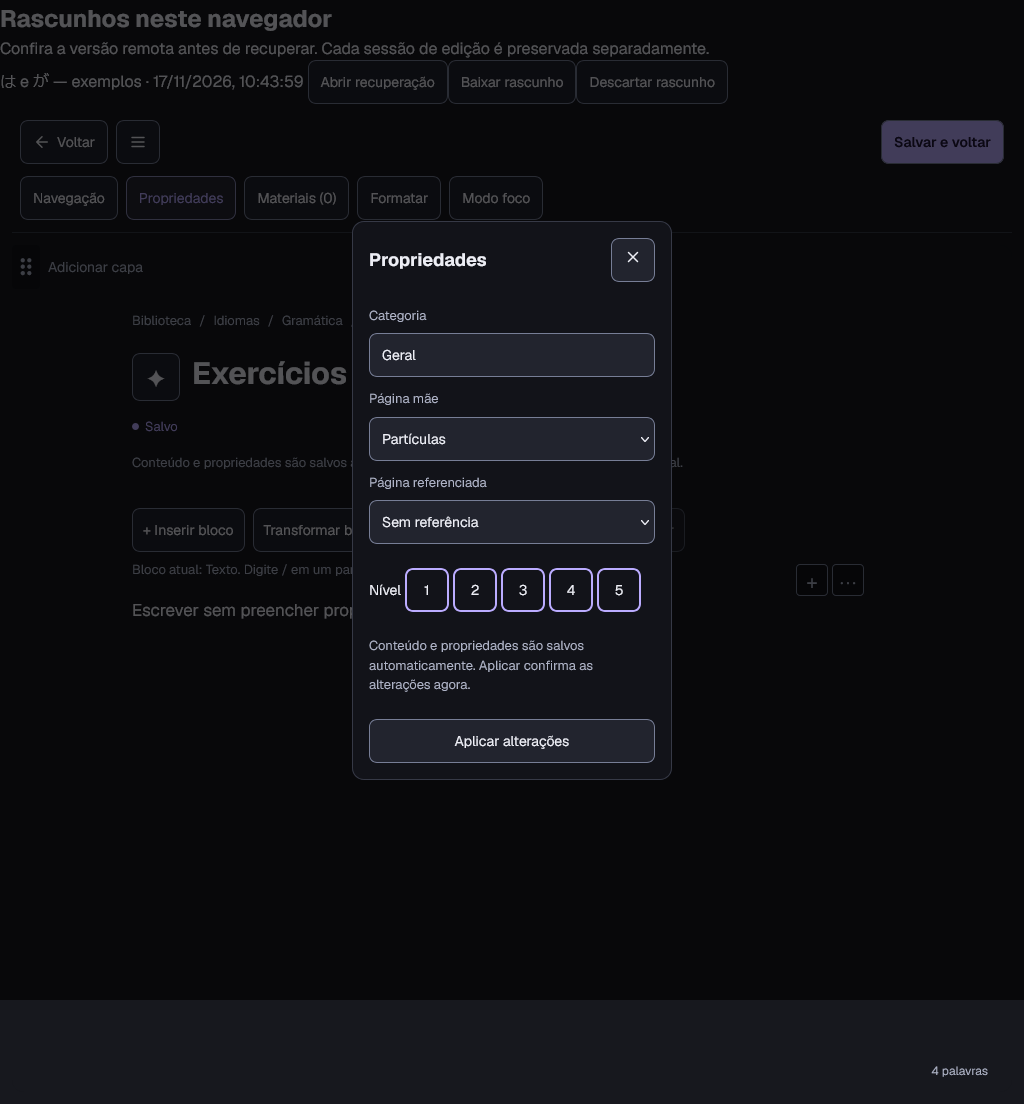 Rascunhos neste navegador
Confira a versão remota antes de recuperar. Cada sessão de edição é preservada separadamente.
は e が — exemplos · 17/11/2026, 10:43:59 Abrir recuperação Baixar rascunho Descartar rascunho
Voltar Salvar e voltar
Navegação Propriedades Materiais (0) Formatar Modo foco
Adicionar capa
Biblioteca / Idiomas / Gramática
Exercícios
Salvo
Conteúdo e propriedades são salvos al.
+ Inserir bloco Transformar b
Bloco atual: Texto. Digite / em um
+ ...
Escrever sem preencher
Propriedades
Categoria
Geral
Página mãe
Partículas
Página referenciada
Sem referência
Nível 1 2 3 4 5
Conteúdo e propriedades são salvos
automaticamente. Aplicar confirma as
alterações agora.
Aplicar alterações
4 palavras